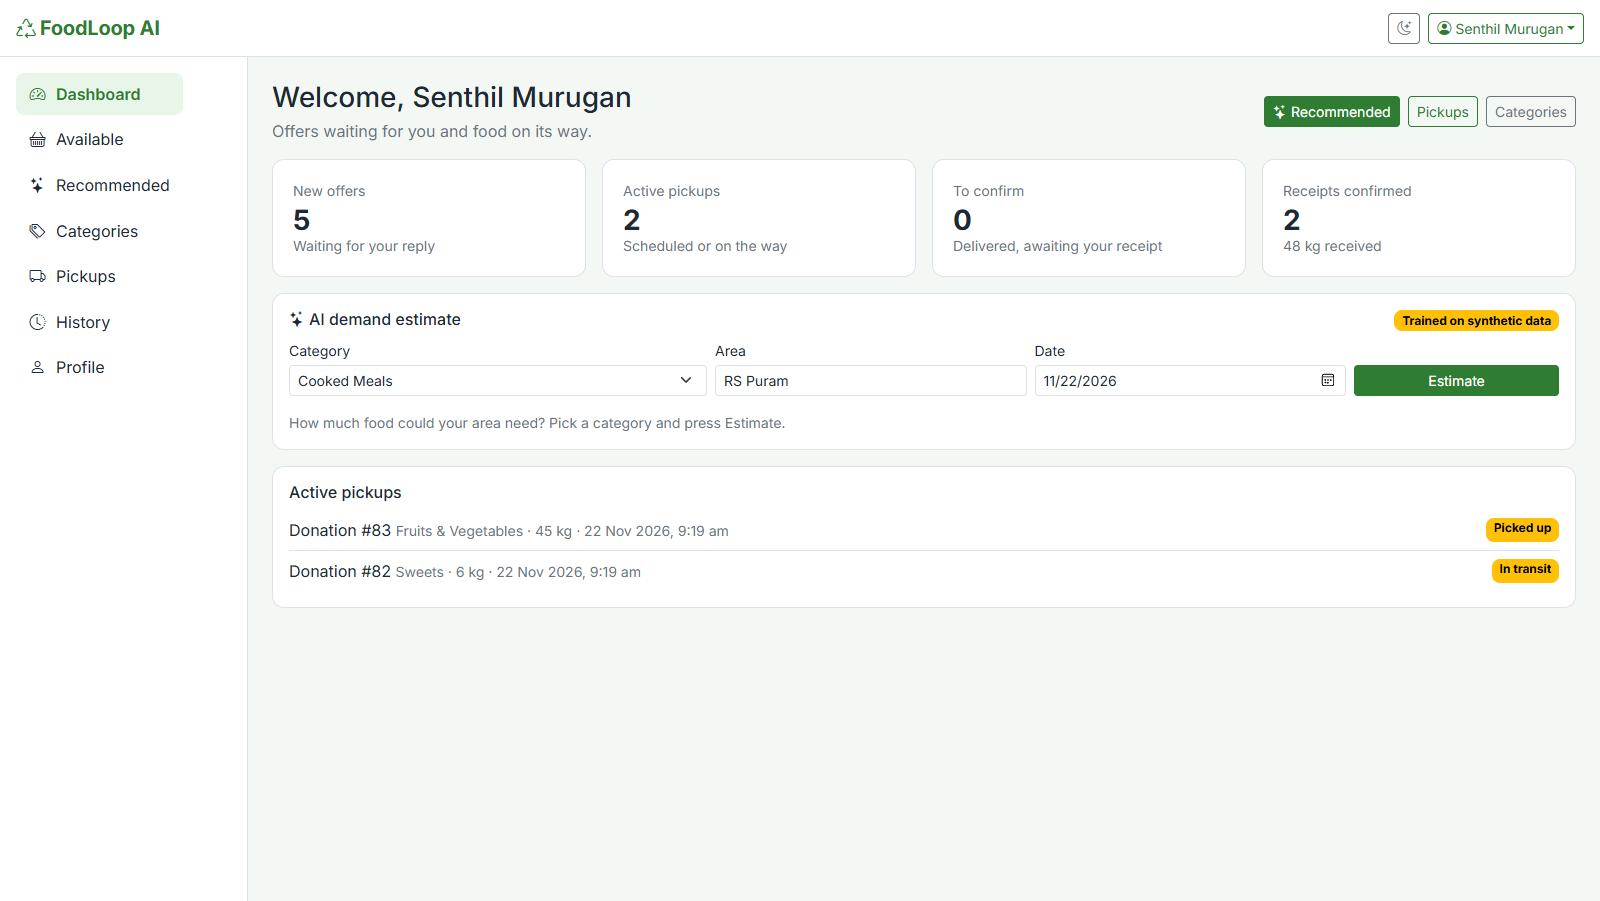 FoodLoop AI
Senthil Murugan
Dashboard
Available
Recommended
Categories
Pickups
History
Profile
Welcome, Senthil Murugan
Offers waiting for you and food on its way.
Recommended
Pickups
Categories
New offers
5
Waiting for your reply
Active pickups
2
Scheduled or on the way
To confirm
0
Delivered, awaiting your receipt
Receipts confirmed
2
48 kg received
AI demand estimate
Trained on synthetic data
Category
Cooked Meals
Area
RS Puram
Date
11/22/2026
Estimate
How much food could your area need? Pick a category and press Estimate.
Active pickups
Donation #83 Fruits & Vegetables · 45 kg · 22 Nov 2026, 9:19 am
Picked up
Donation #82 Sweets · 6 kg · 22 Nov 2026, 9:19 am
In transit